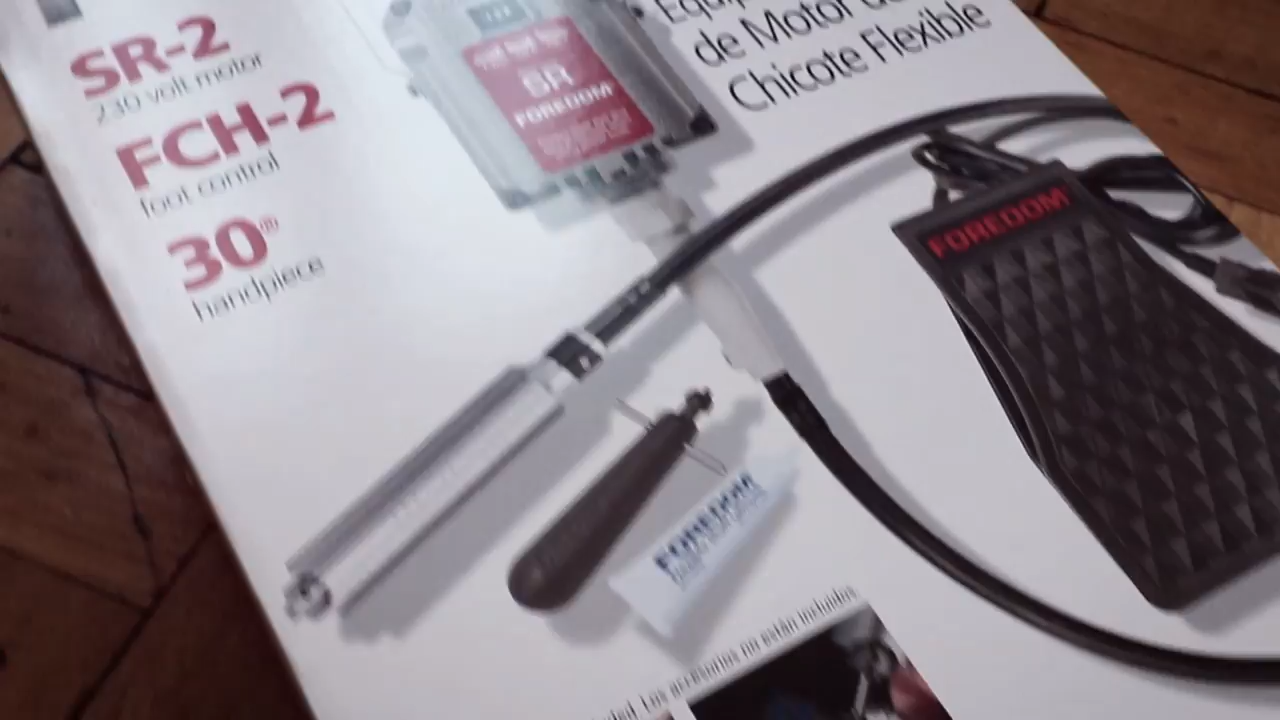 SR-2
230 volt motor
FCH-2
foot control
30®
handpiece
de Motor
Chicote Flexible
SR
FOREDOM
FOREDOM
FOREDOM
Los accesorios no están incluidos.